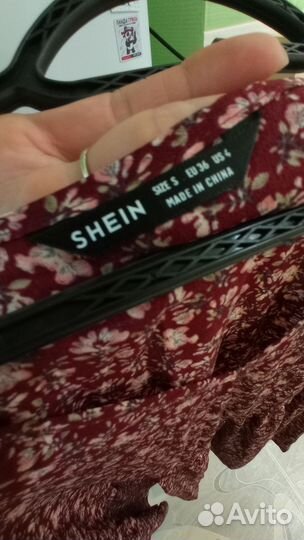 SHEIN
SIZE S EU 36 US 4
MADE IN CHINA
Avito